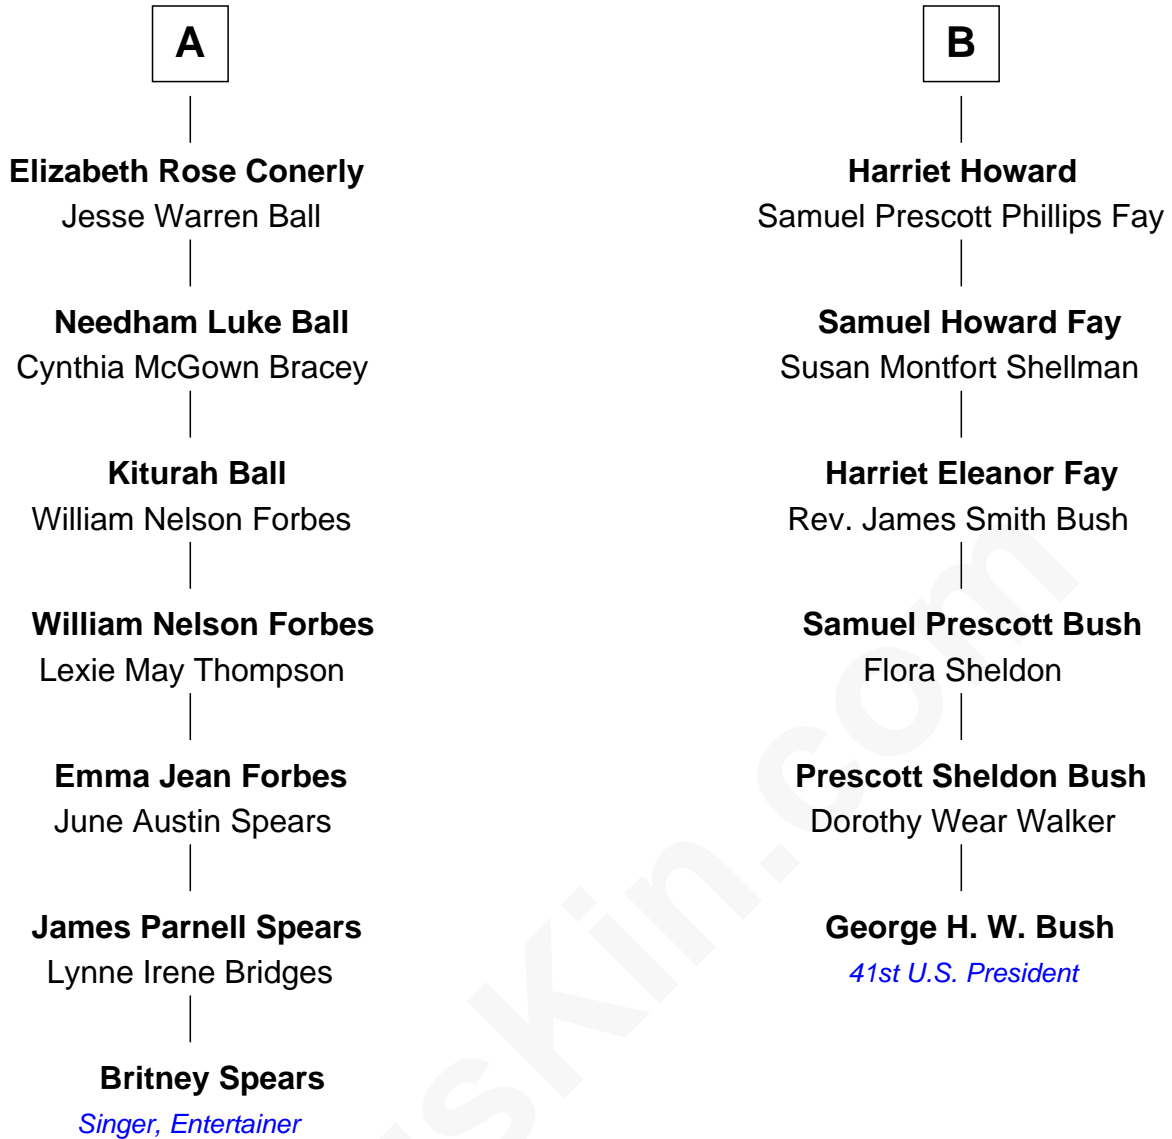 A
Elizabeth Rose Conerly
Jesse Warren Ball
Needham Luke Ball
Cynthia McGown Bracey
Kiturah Ball
William Nelson Forbes
William Nelson Forbes
Lexie May Thompson
Emma Jean Forbes
June Austin Spears
James Parnell Spears
Lynne Irene Bridges
Britney Spears
Singer, Entertainer
B
Harriet Howard
Samuel Prescott Phillips Fay
Samuel Howard Fay
Susan Montfort Shellman
Harriet Eleanor Fay
Rev. James Smith Bush
Samuel Prescott Bush
Flora Sheldon
Prescott Sheldon Bush
Dorothy Wear Walker
George H. W. Bush
41st U.S. President
sKin.com